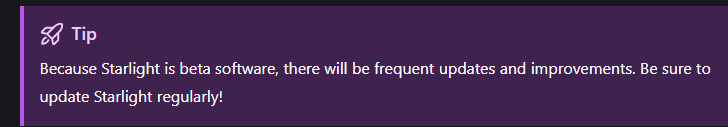 Tip
Because Starlight is beta software, there will be frequent updates and improvements. Be sure to
update Starlight regularly!